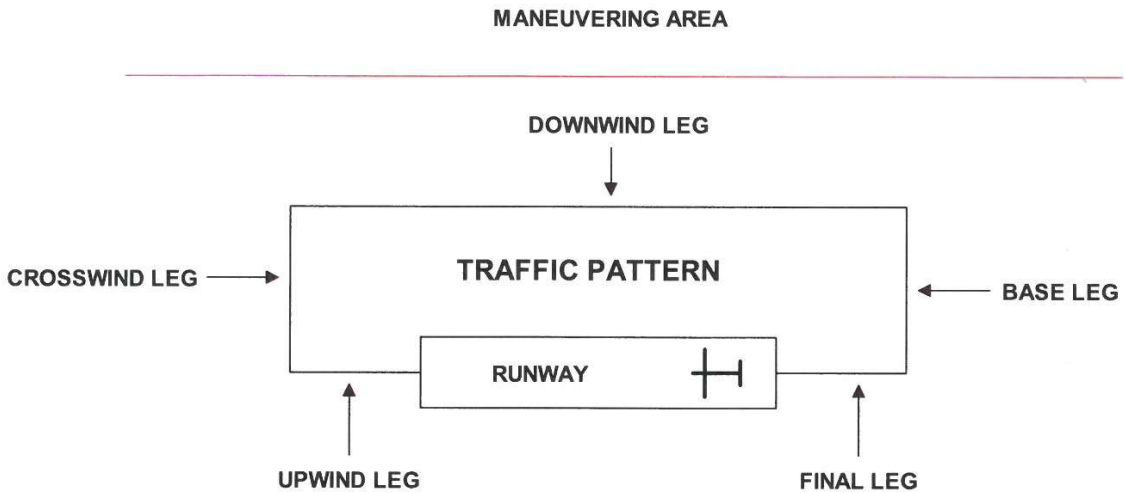 MANEUVERING AREA
DOWNWIND LEG
TRAFFIC PATTERN
CROSSWIND LEG
BASE LEG
RUNWAY
UPWIND LEG
FINAL LEG